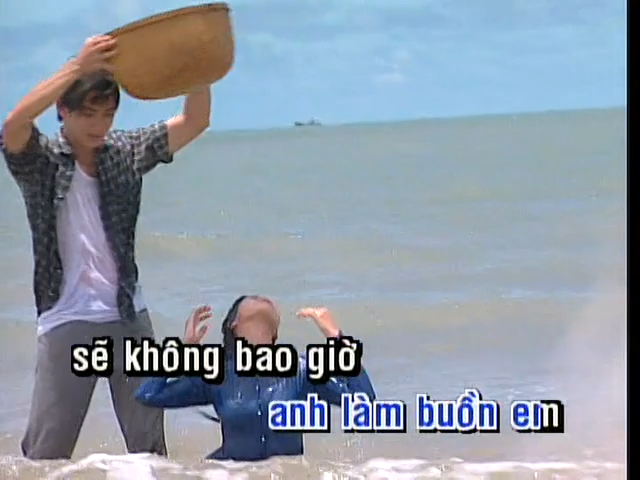 sẽ không bao giờ
anh làm buồn em